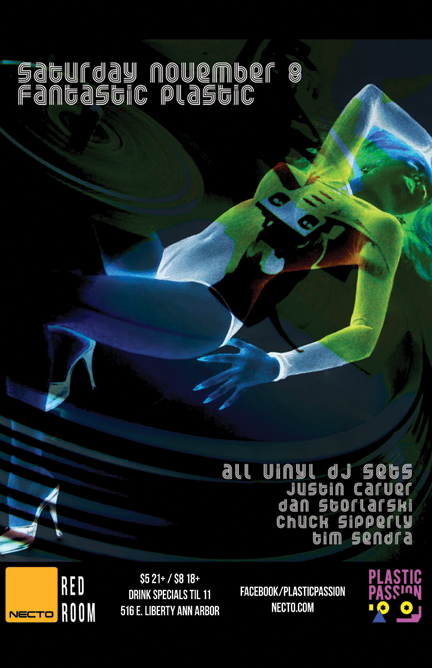 saturday november 8
fantastic plastic
all vinyl dj sets
justin carver
dan storlarski
chuck sipperly
tim sendra
NECTO
RED
ROOM
$5 21+ / $8 18+
DRINK SPECIALS TIL 11
516 E. LIBERTY ANN ARBOR
FACEBOOK/PLASTICPASSION
NECTO.COM
PLASTIC
PASSION